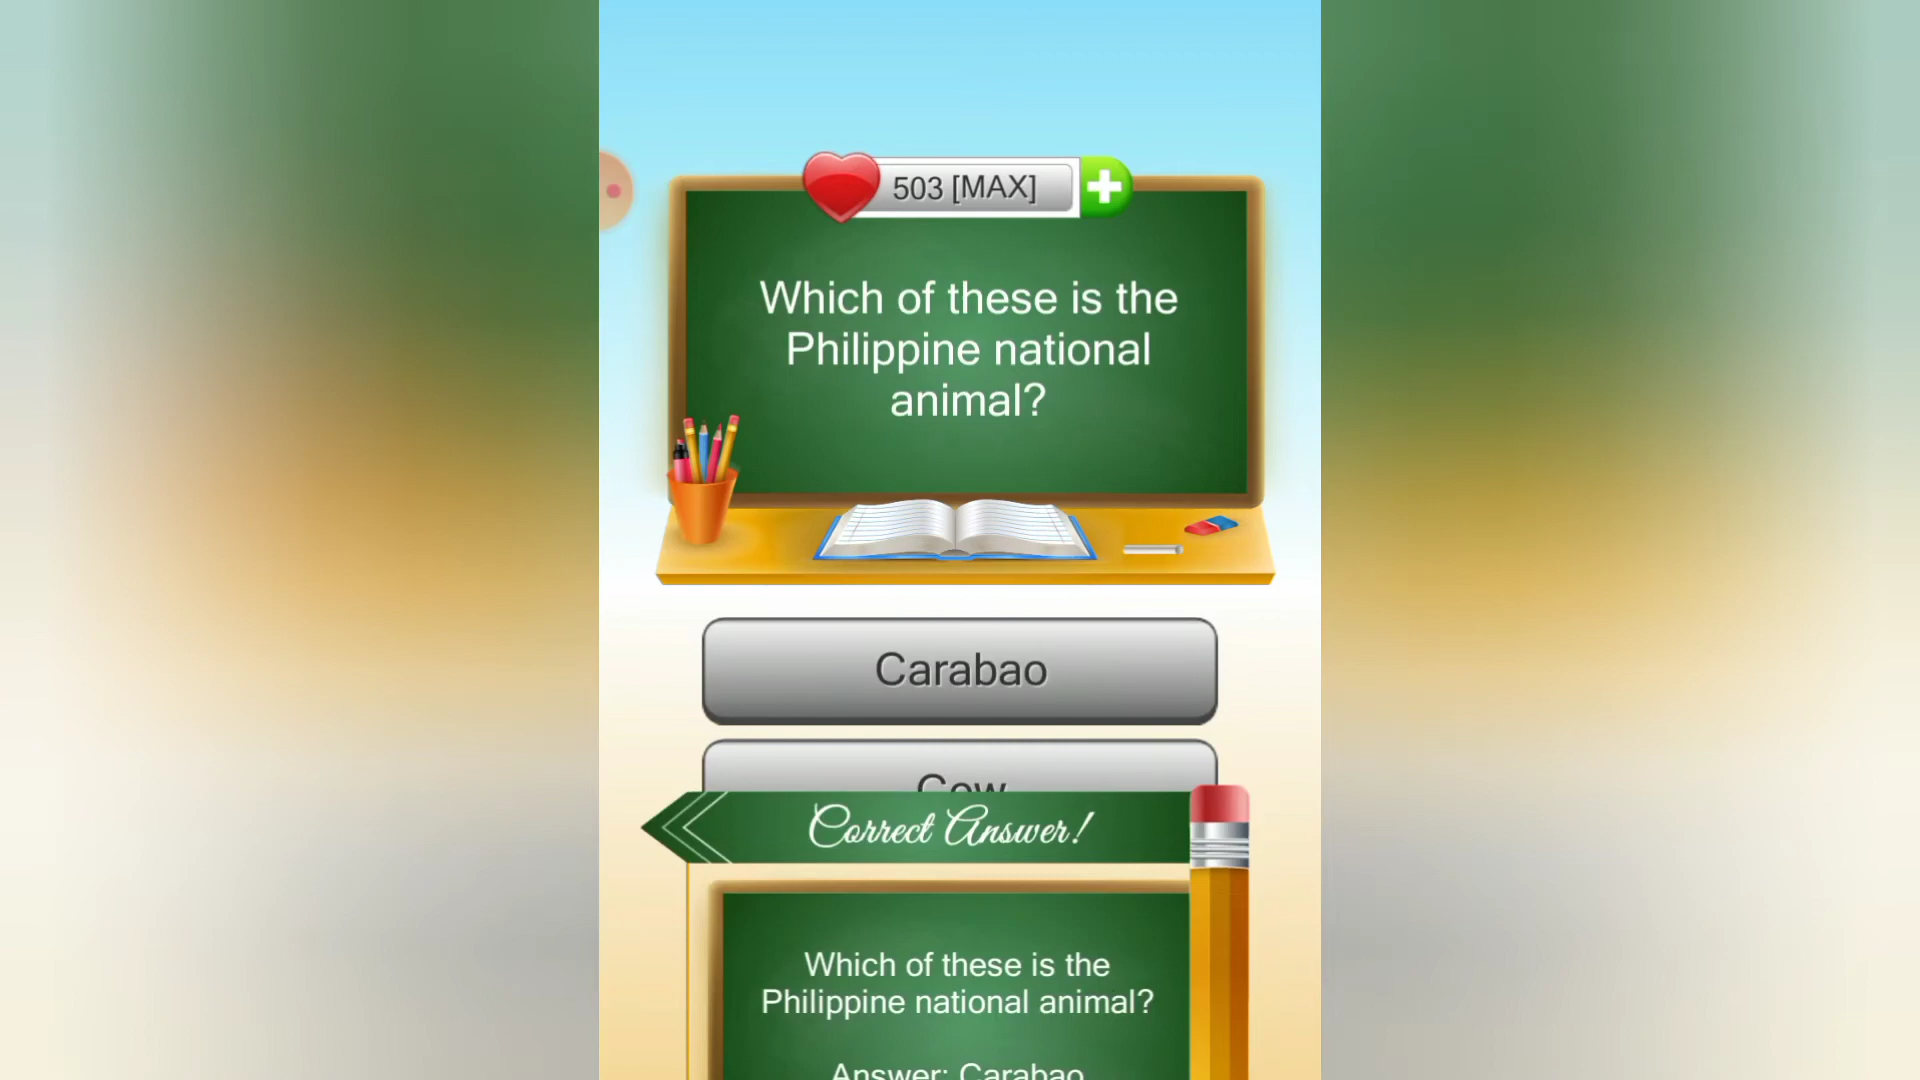 503 [MAX]
Which of these is the
Philippine national
animal?
Carabao
Cow
Correct Answer!
Which of these is the
Philippine national animal?
Answer: Carabao